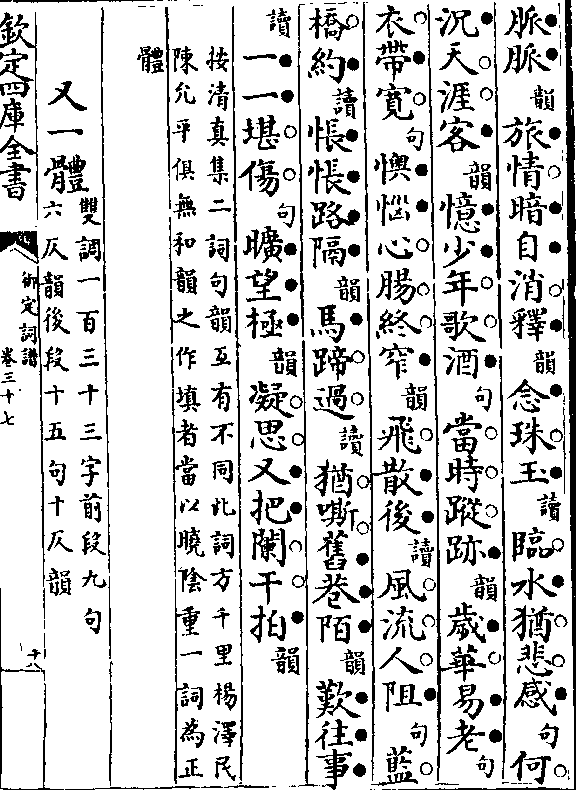 脈脈韻旅情暗自消釋韻念珠玉讀臨水猶悲感句何
況天涯客韻憶少年歌酒句當時蹤跡韻歲華易老句
衣帶寛句懊惱心腸終窄韻飛散後讀風流人阻句藍
橋約讀悵悵路隔韻馬蹄過讀猶嘶舊巷陌韻歎往事
讀一一堪傷句曠望極韻凝思又把闌干拍韻
按清真集二詞句韻互有不同此詞方千里楊澤民
陳允平俱無和韻之作填者當以曉陰重一詞為正
體
又一體雙調一百三十三字前段九句
六仄韻後段十五句十仄韻
欽定四庫全書
御定詞譜
卷三十七
十八